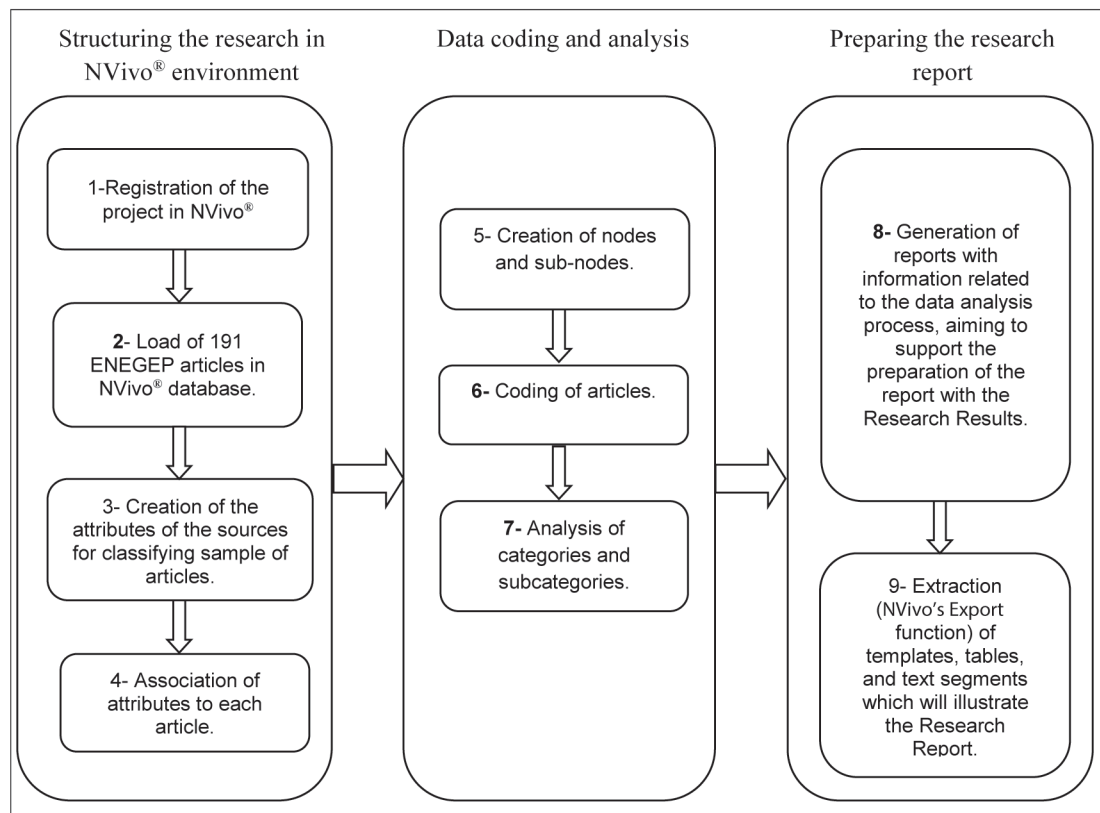 Structuring the research in
NVivo® environment
1-Registration of the
project in NVivo®
2- Load of 191
ENEGEP articles in
NVivo® database.
3- Creation of the
attributes of the sources
for classifying sample of
articles.
4- Association of
attributes to each
article.
Data coding and analysis
5- Creation of nodes
and sub-nodes.
6- Coding of articles.
7- Analysis of
categories and
subcategories.
Preparing the research
report
8- Generation of
reports with
information related
to the data analysis
process, aiming to
support the
preparation of the
report with the
Research Results.
9- Extraction
(NVivo's Export
function) of
templates, tables,
and text segments
which will illustrate
the Research
Report.